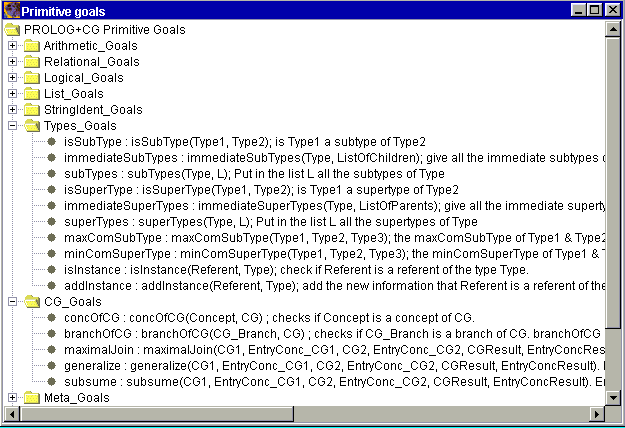 Primitive goals
PROLOG+CG Primitive Goals
Arithmetic_Goals
Relational_Goals
Logical_Goals
List_Goals
StringIdent_Goals
Types_Goals
isSubType : isSubType(Type1, Type2); is Type1 a subtype of Type2
immediateSubTypes : immediateSubTypes(Type, ListOfChildren); give all the immediate subtypes
subTypes : subTypes(Type, L); Put in the list L all the subtypes of Type
isSuperType : isSuperType(Type1, Type2); is Type1 a supertype of Type2
immediateSuperTypes : immediateSuperTypes(Type, ListOfParents); give all the immediate
superTypes : superTypes(Type, L); Put in the list L all the supertypes of Type
maxComSubType : maxComSubType(Type1, Type2, Type3); the maxComSubType of Type1 & Type2
minComSuperType : minComSuperType(Type1, Type2, Type3); the minComSuperType of Type1 &
isInstance : isInstance(Referent, Type); check if Referent is a referent of the type Type.
addInstance : addInstance(Referent, Type); add the new information that Referent is a referent of the
CG_Goals
concOfCG : concOfCG(Concept, CG) ; checks if Concept is a concept of CG.
branchOfCG : branchOfCG(CG_Branch, CG) ; checks if CG_Branch is a branch of CG. branchOfCG
maximalJoin : maximalJoin(CG1, EntryConc_CG1, CG2, EntryConc_CG2, CGResult, EntryConcRes
generalize : generalize(CG1, EntryConc_CG1, CG2, EntryConc_CG2, CGResult, EntryConcResult).
subsume : subsume(CG1, EntryConc_CG1, CG2, EntryConc_CG2, CGResult, EntryConcResult).
Meta_Goals